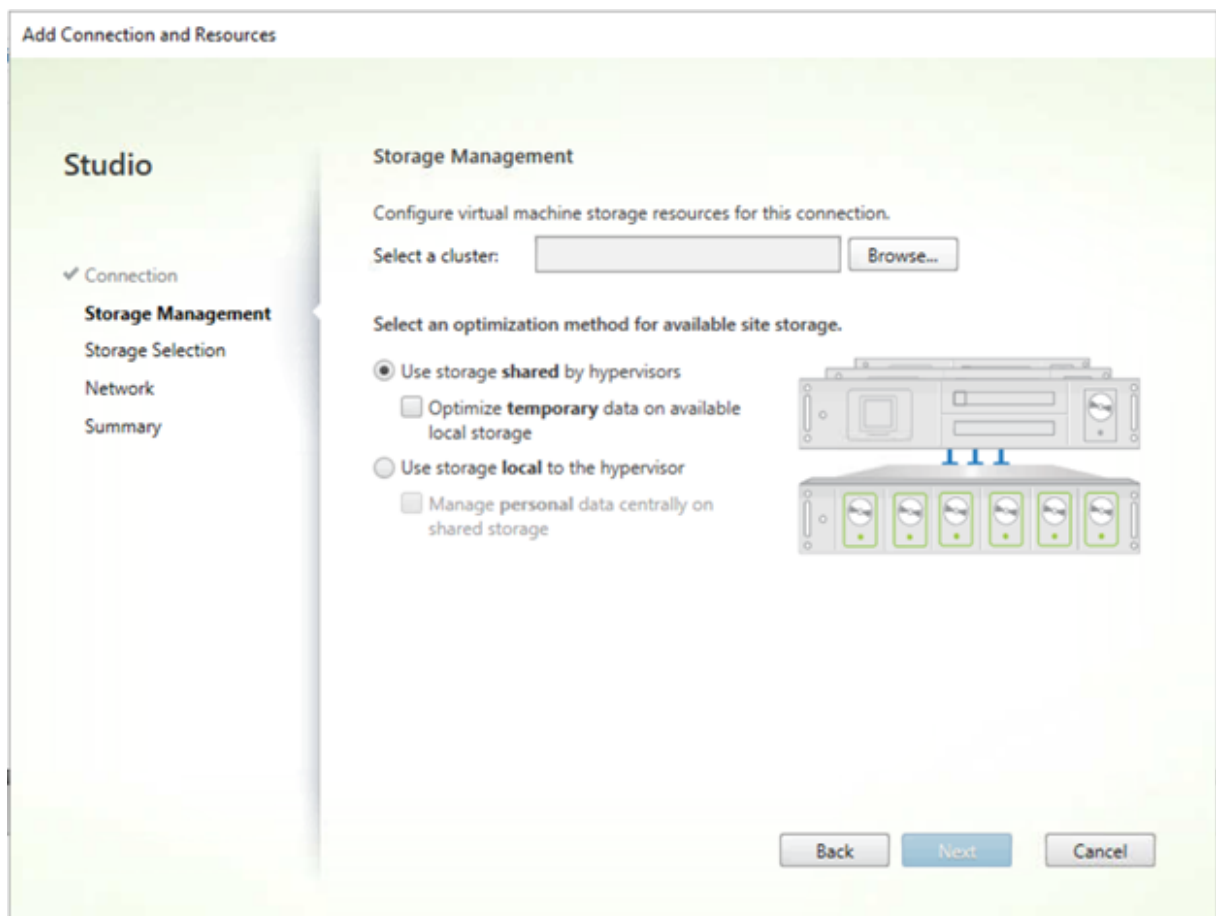 Add Connection and Resources
Studio
Connection
Storage Management
Storage Selection
Network
Summary
Storage Management
Configure virtual machine storage resources for this connection.
Select a cluster:
Browse...
Select an optimization method for available site storage.
Use storage shared by hypervisors
Optimize temporary data on available
local storage
Use storage local to the hypervisor
Manage personal data centrally on
shared storage
Back
Next
Cancel